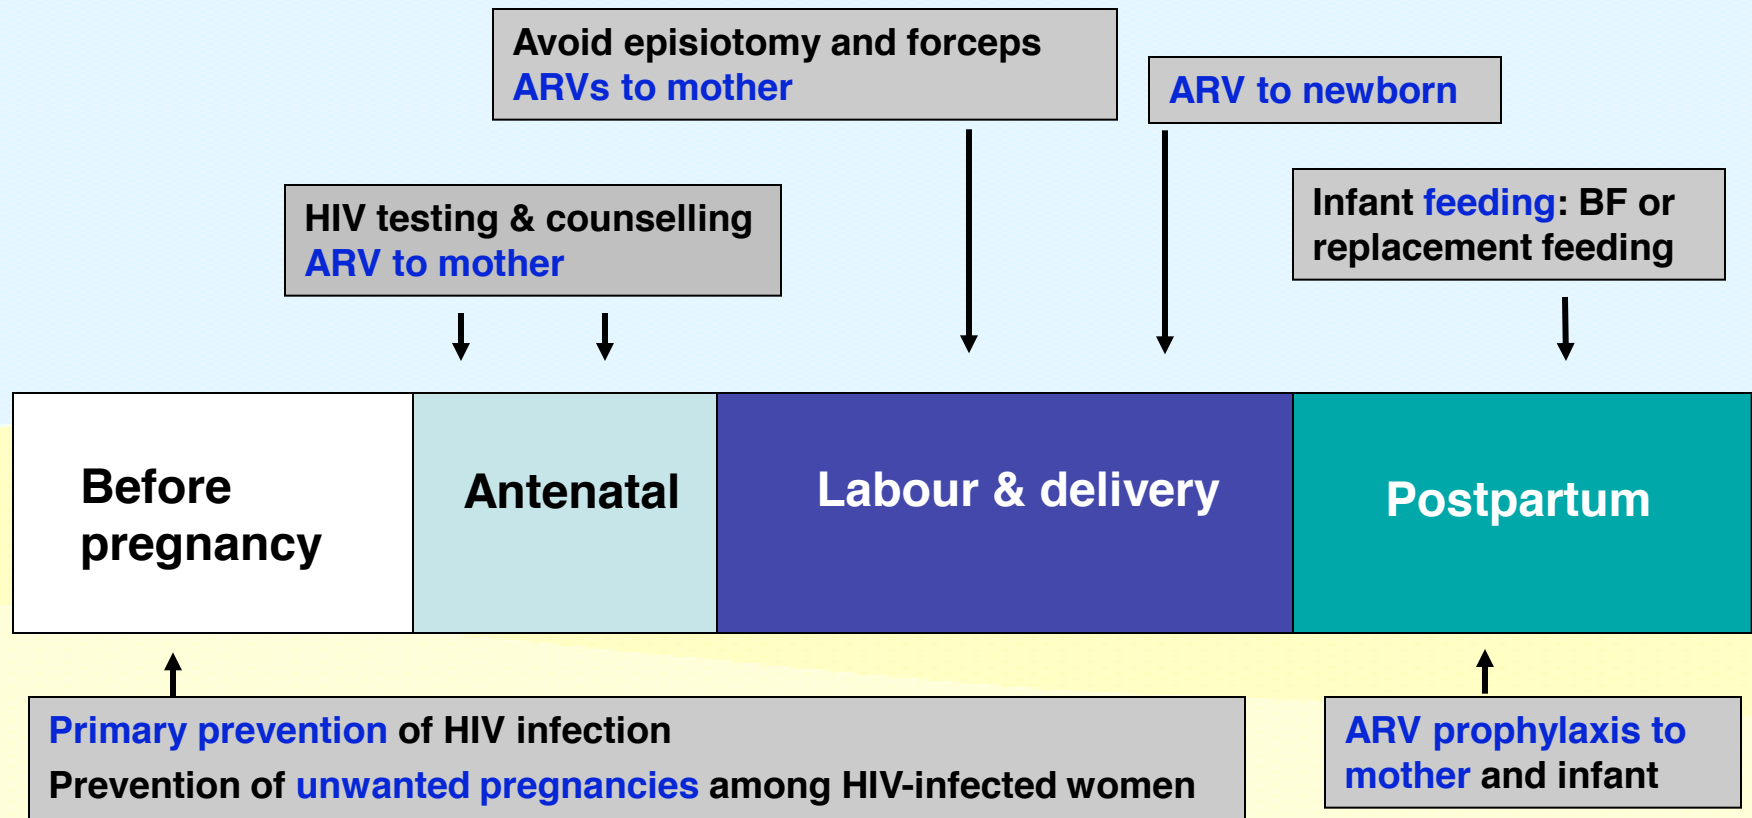 Avoid episiotomy and forceps
ARVs to mother
ARV to newborn
HIV testing & counselling
ARV to mother
Infant feeding: BF or
replacement feeding
Before
pregnancy
Antenatal
Labour & delivery
Postpartum
Primary prevention of HIV infection
Prevention of unwanted pregnancies among HIV-infected women
ARV prophylaxis to
mother and infant